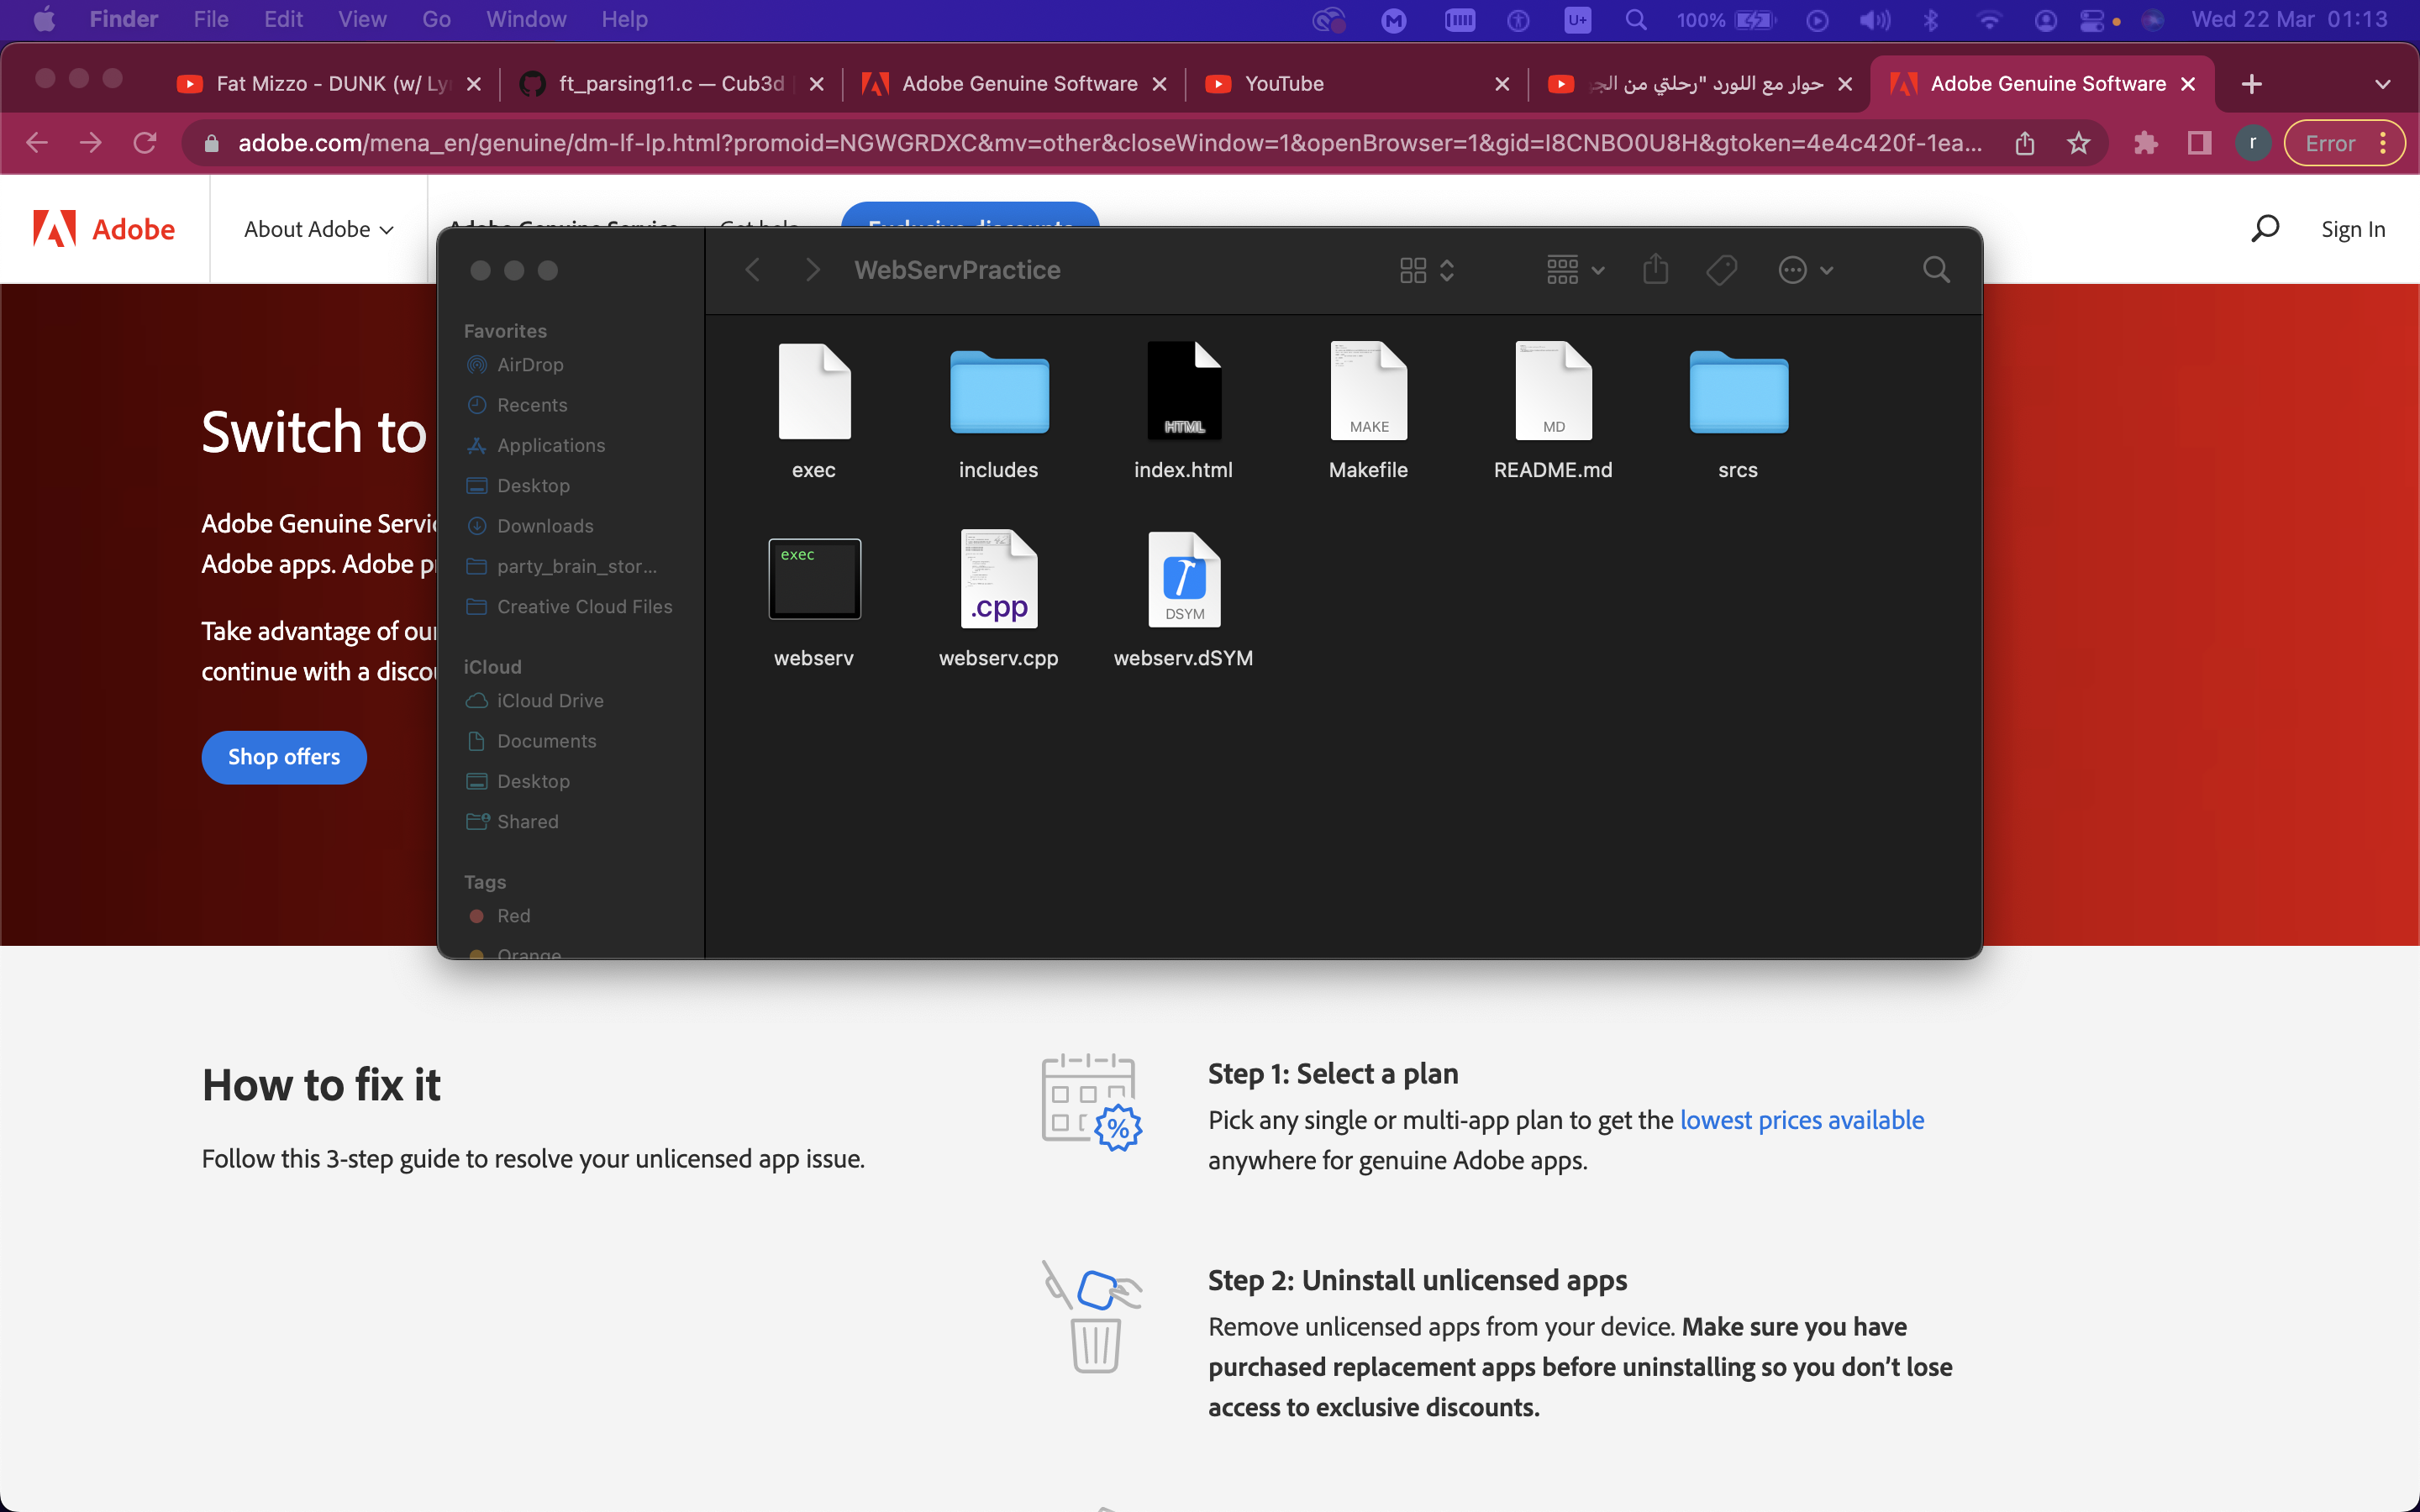 Finder File Edit View Go Window Help U+ 100% Wed 22 Mar 01:13
Fat Mizzo - DUNK (w/ Ly
ft_parsing11.c — Cub3d
Adobe Genuine Software
YouTube
حوار مع اللورد "رحلتي من الج
Adobe Genuine Software
adobe.com/mena_en/genuine/dm-lf-lp.html?promoid=NGWGRDXC&mv=other&closeWindow=1&openBrowser=1&gid=I8CNBO0U8H&gtoken=4e4c420f-1ea...
r
Error
Adobe
About Adobe
Adobe Genuine Service
Get help
Exclusive discounts
Sign In
Switch to
Adobe Genuine Servi
Adobe apps. Adobe p
Take advantage of ou
continue with a disco
Shop offers
WebServPractice
Favorites
AirDrop
Recents
Applications
Desktop
Downloads
party_brain_stor...
Creative Cloud Files
iCloud
iCloud Drive
Documents
Desktop
Shared
Tags
Red
Orange
exec
includes
HTML
index.html
MAKE
Makefile
MD
README.md
srcs
exec
webserv
.cpp
webserv.cpp
DSYM
webserv.dSYM
How to fix it
Follow this 3-step guide to resolve your unlicensed app issue.
%
Step 1: Select a plan
Pick any single or multi-app plan to get the lowest prices available
anywhere for genuine Adobe apps.
Step 2: Uninstall unlicensed apps
Remove unlicensed apps from your device. Make sure you have
purchased replacement apps before uninstalling so you don’t lose
access to exclusive discounts.